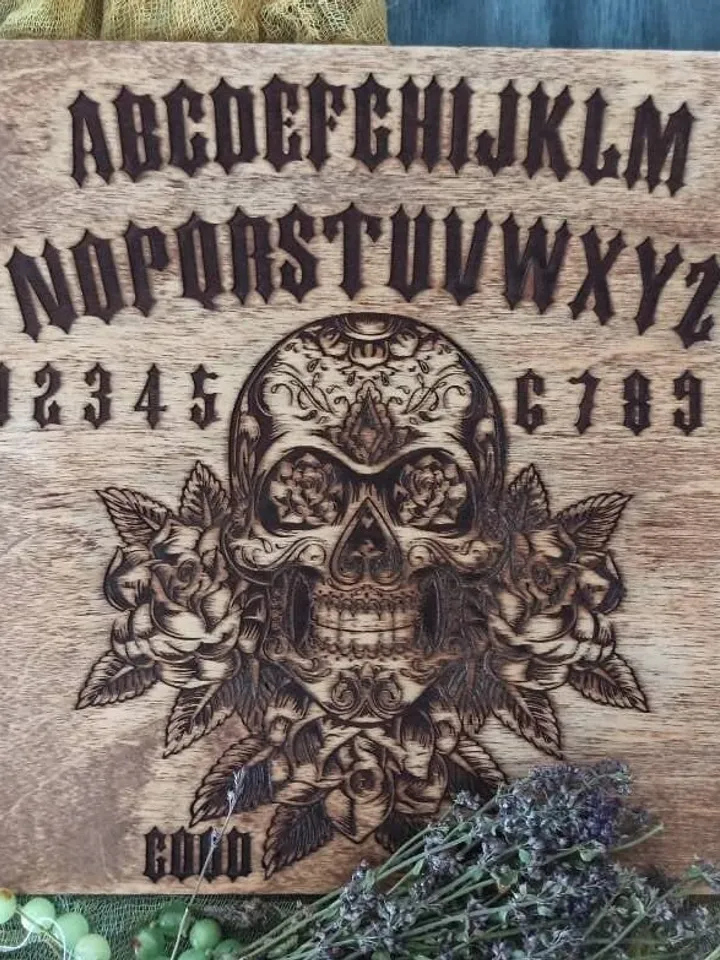 ABCDEFGHIJKLM
NOPQRSTUVWXYZ
12345 6789
GOOD